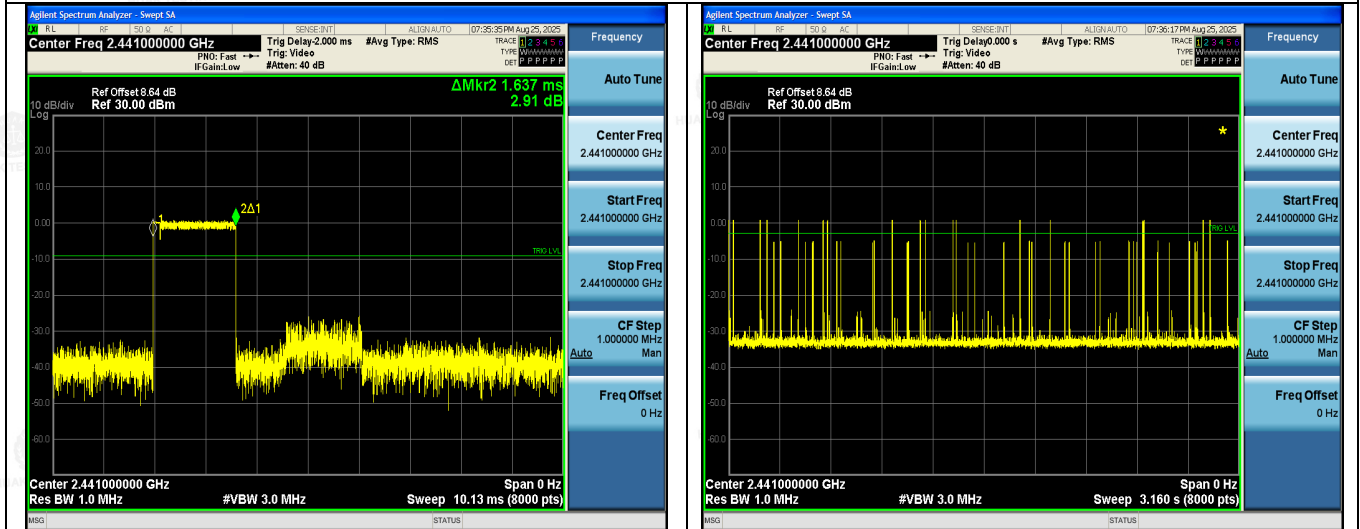 Agilent Spectrum Analyzer - Swept SA
LXI RL RF 50 Ω AC SENSE:INT ALIGN AUTO 07:35:35 PM Aug 25, 2025
Center Freq 2.441000000 GHz
PNO: Fast
IFGain:Low
Trig Delay-2.000 ms
Trig: Video
#Atten: 40 dB
#Avg Type: RMS
TRACE 1 2 3 4 5 6
TYPE WWWWWW
DET P P P P P P
ΔMkr2 1.637 ms
2.91 dB
Ref Offset 8.64 dB
10 dB/div Ref 30.00 dBm
Log
20.0
10.0
0.00
-10.0
-20.0
-30.0
-40.0
-50.0
-60.0
1
2Δ1
TRIG LVL
Center 2.441000000 GHz Span 0 Hz
Res BW 1.0 MHz #VBW 3.0 MHz Sweep 10.13 ms (8000 pts)
MSG STATUS
Frequency
Auto Tune
Center Freq
2.441000000 GHz
Start Freq
2.441000000 GHz
Stop Freq
2.441000000 GHz
CF Step
1.000000 MHz
Auto Man
Freq Offset
0 Hz
Agilent Spectrum Analyzer - Swept SA
LXI RL RF 50 Ω AC SENSE:INT ALIGN AUTO 07:36:17 PM Aug 25, 2025
Center Freq 2.441000000 GHz
PNO: Fast
IFGain:Low
Trig Delay0.000 s
Trig: Video
#Atten: 40 dB
#Avg Type: RMS
TRACE 1 2 3 4 5 6
TYPE WWWWWW
DET P P P P P P
Ref Offset 8.64 dB
10 dB/div Ref 30.00 dBm
Log
*
20.0
10.0
0.00
-10.0
-20.0
-30.0
-40.0
-50.0
-60.0
TRIG LVL
Center 2.441000000 GHz Span 0 Hz
Res BW 1.0 MHz #VBW 3.0 MHz Sweep 3.160 s (8000 pts)
MSG STATUS
Frequency
Auto Tune
Center Freq
2.441000000 GHz
Start Freq
2.441000000 GHz
Stop Freq
2.441000000 GHz
CF Step
1.000000 MHz
Auto Man
Freq Offset
0 Hz